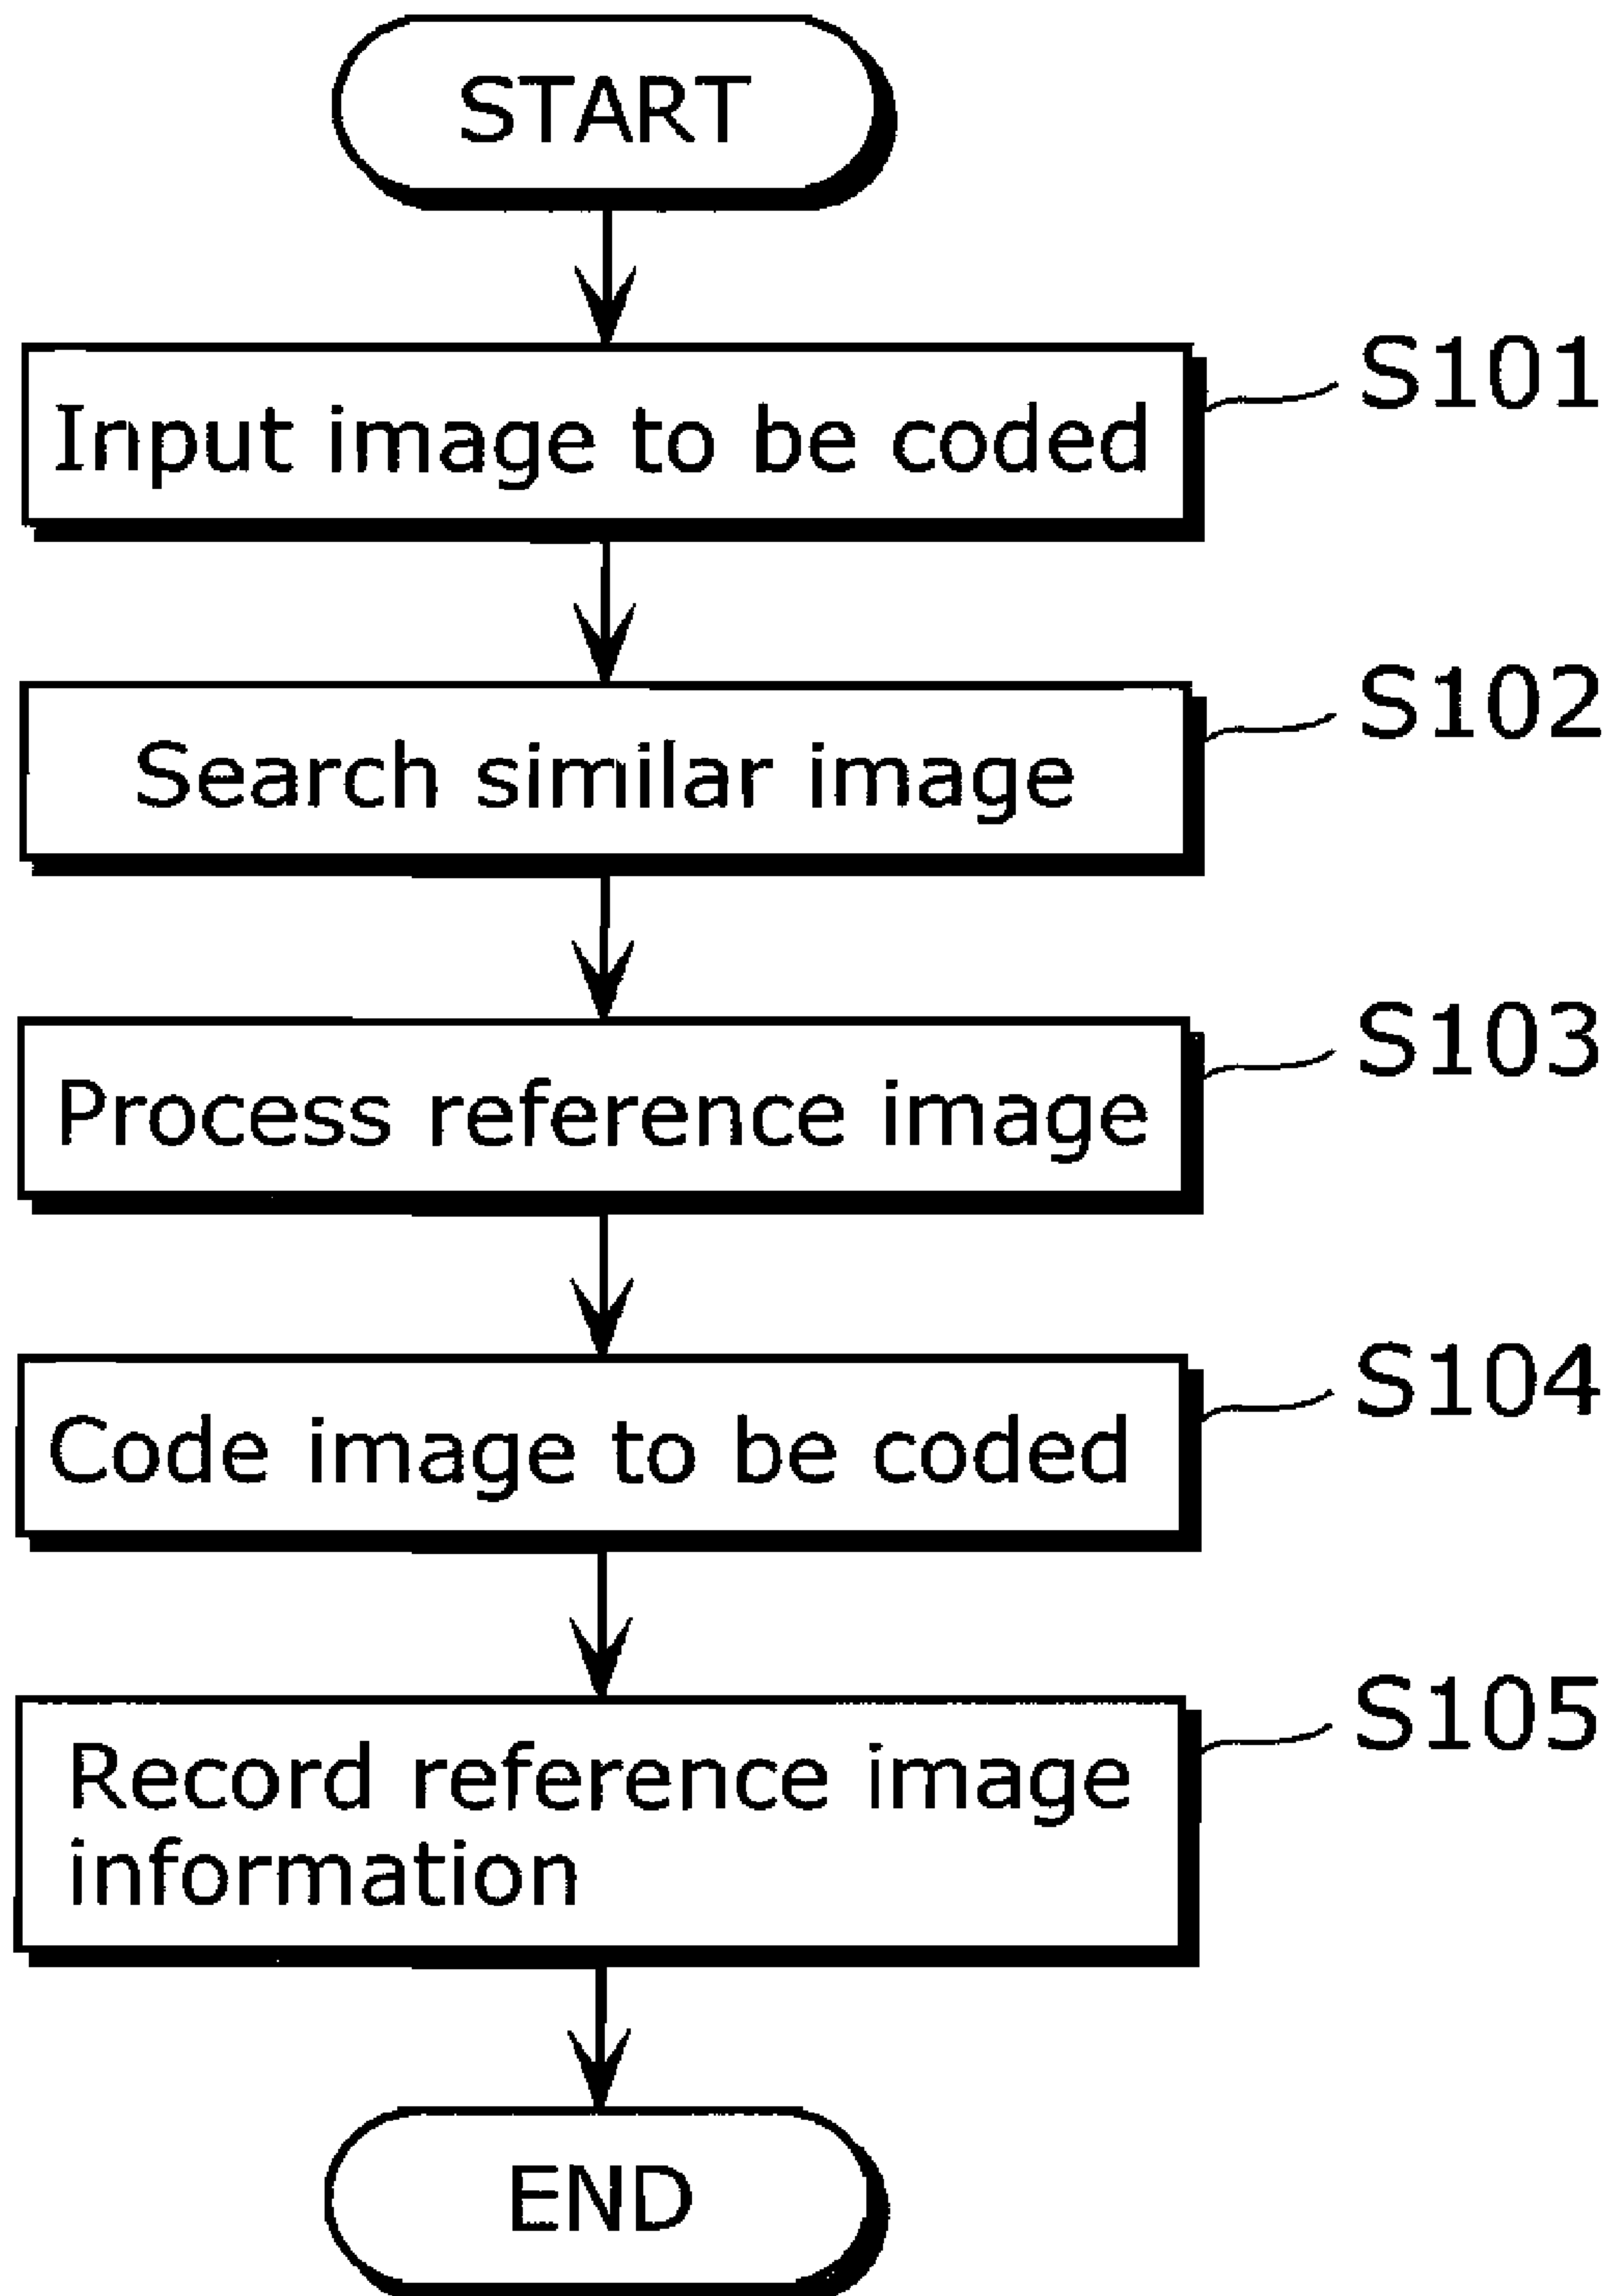 START
S101
Input image to be coded
S102
Search similar image
S103
Process reference image
S104
Code image to be coded
S105
Record reference image
information
END